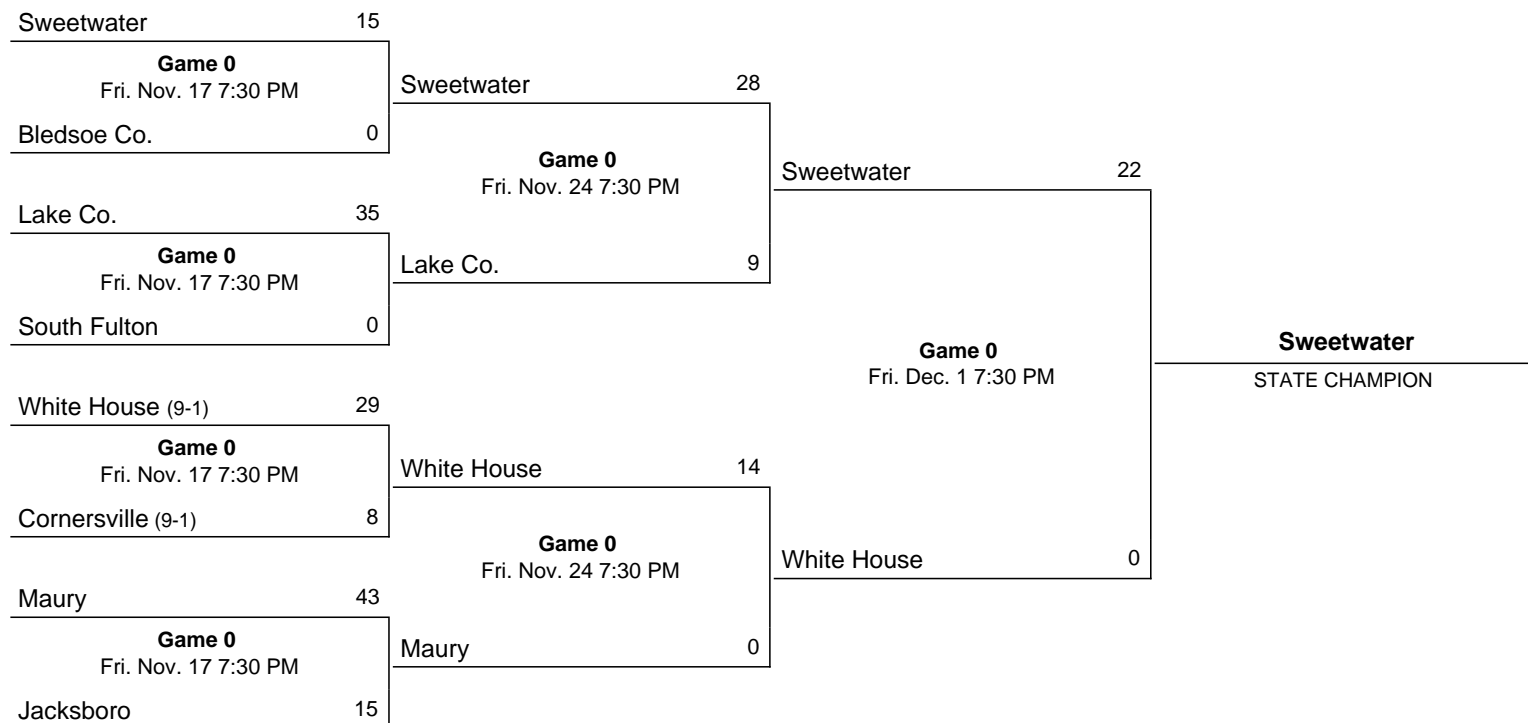 Sweetwater 15
Game 0
Fri. Nov. 17 7:30 PM
Bledsoe Co. 0
Lake Co. 35
Game 0
Fri. Nov. 17 7:30 PM
South Fulton 0
White House (9-1) 29
Game 0
Fri. Nov. 17 7:30 PM
Cornersville (9-1) 8
Maury 43
Game 0
Fri. Nov. 17 7:30 PM
Jacksboro 15
Sweetwater 28
Game 0
Fri. Nov. 24 7:30 PM
Lake Co. 9
White House 14
Game 0
Fri. Nov. 24 7:30 PM
Maury 0
Sweetwater 22
Game 0
Fri. Dec. 1 7:30 PM
White House 0
Sweetwater
STATE CHAMPION